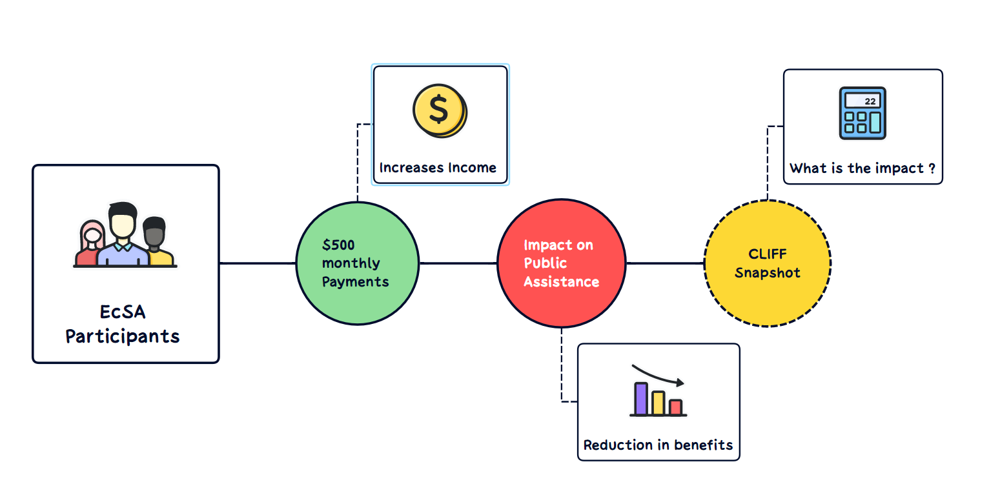 EcSA
Participants
$500
monthly
Payments
$
Increases Income
Impact on
Public
Assistance
Reduction in benefits
CLIFF
Snapshot
22
What is the impact ?